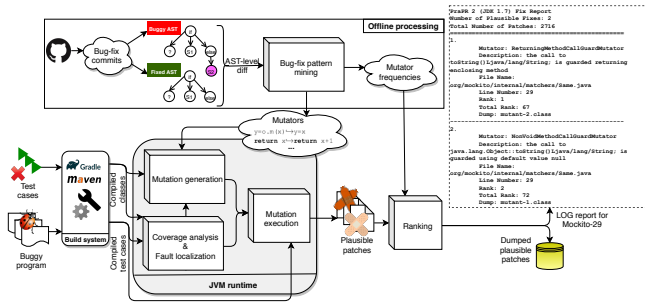 Offline processing
Buggy AST
if
?
S1
else
S2
Bug-fix
commits
Fixed AST
if
?
S1
else
AST-level
diff
Bug-fix pattern
mining
Mutator
frequencies
Mutators
y=o.m(x)↪y=x
return x↪return x+1
...
Test
cases
Buggy
program
Gradle
maven
Build system
Compiled
classes
Compiled
test cases
Mutation generation
Coverage analysis
&
Fault localization
Mutation
execution
JVM runtime
Plausible
patches
Ranking
LOG report for
Mockito-29
Dumped
plausible
patches
PraPR 2 (JDK 1.7) Fix Report
Number of Plausible Fixes: 2
Total Number of Patches: 2716
1.
Mutator: ReturningMethodCallGuardMutator
Description: the call to
toString()Ljava/lang/String; is guarded returning
enclosing method
File Name:
org/mockito/internal/matchers/Same.java
Line Number: 29
Rank: 1
Total Rank: 67
Dump: mutant-2.class
2.
Mutator: NonVoidMethodCallGuardMutator
Description: the call to
java.lang.Object::toString()Ljava/lang/String; is
guarded using default value null
File Name:
org/mockito/internal/matchers/Same.java
Line Number: 29
Rank: 2
Total Rank: 72
Dump: mutant-1.class